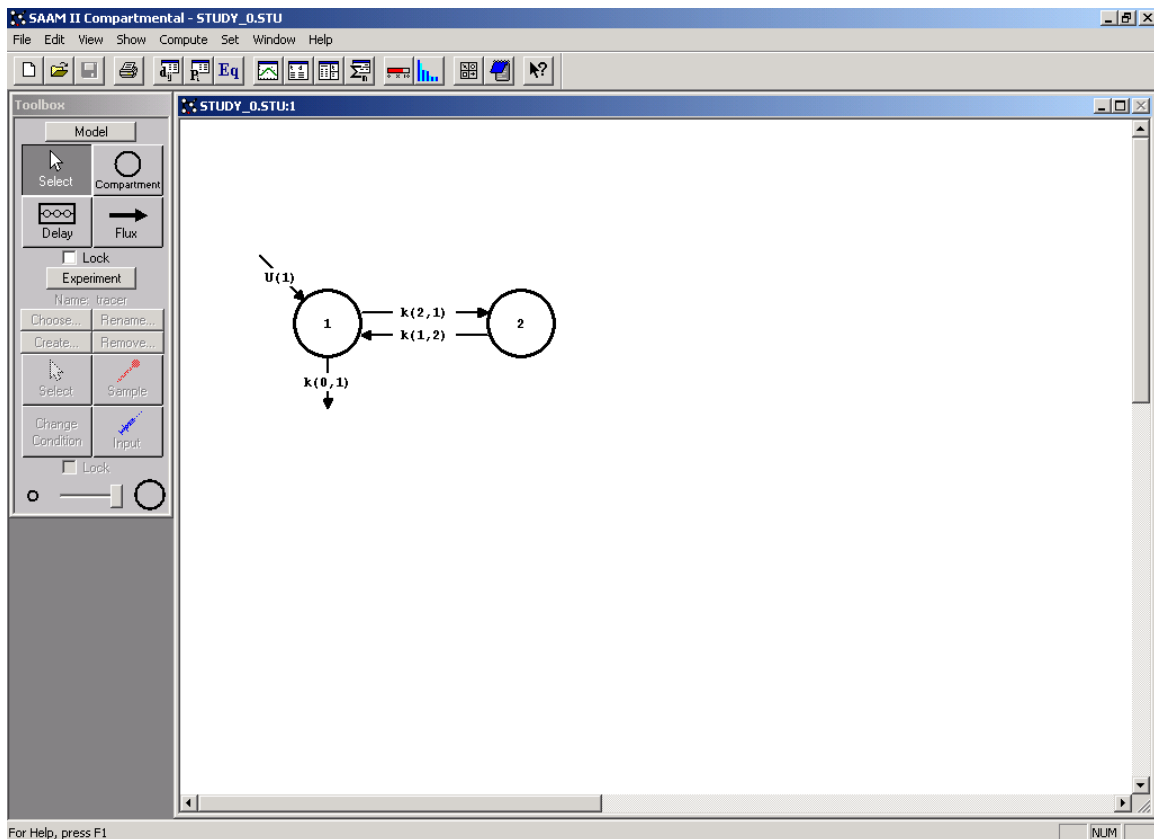 SAAM II Compartmental - STUDY_0.STU
File Edit View Show Compute Set Window Help
Eq
Toolbox
Model
Select
Compartment
Delay
Flux
Lock
Experiment
Name: tracer
Choose... Rename...
Create... Remove...
Select
Sample
Change
Condition
Input
Lock
STUDY_0.STU:1
U(1)
k(2,1)
1
2
k(1,2)
k(0,1)
For Help, press F1
NUM